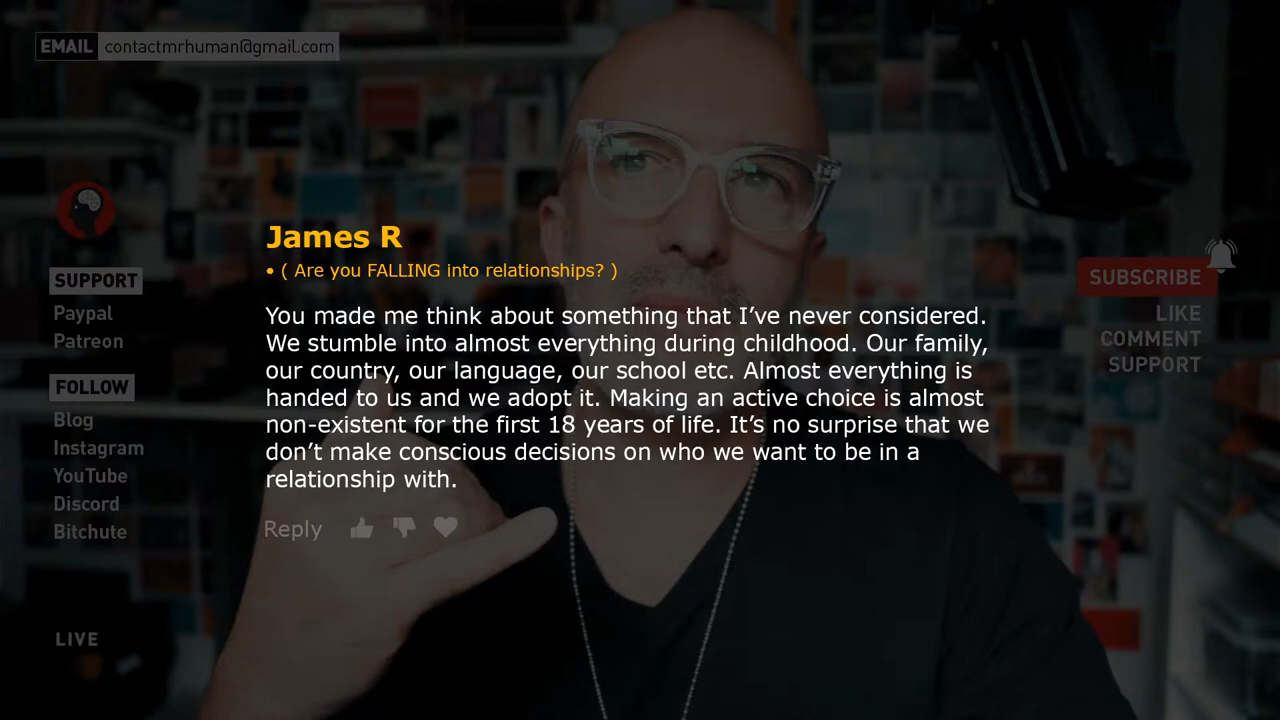 EMAIL contactmrhuman@gmail.com
James R
• ( Are you FALLING into relationships? )
You made me think about something that I’ve never considered.
We stumble into almost everything during childhood. Our family,
our country, our language, our school etc. Almost everything is
handed to us and we adopt it. Making an active choice is almost
non-existent for the first 18 years of life. It’s no surprise that we
don’t make conscious decisions on who we want to be in a
relationship with.
Reply
SUPPORT
Paypal
Patreon
FOLLOW
Blog
Instagram
YouTube
Discord
Bitchute
LIVE
SUBSCRIBE
LIKE
COMMENT
SUPPORT